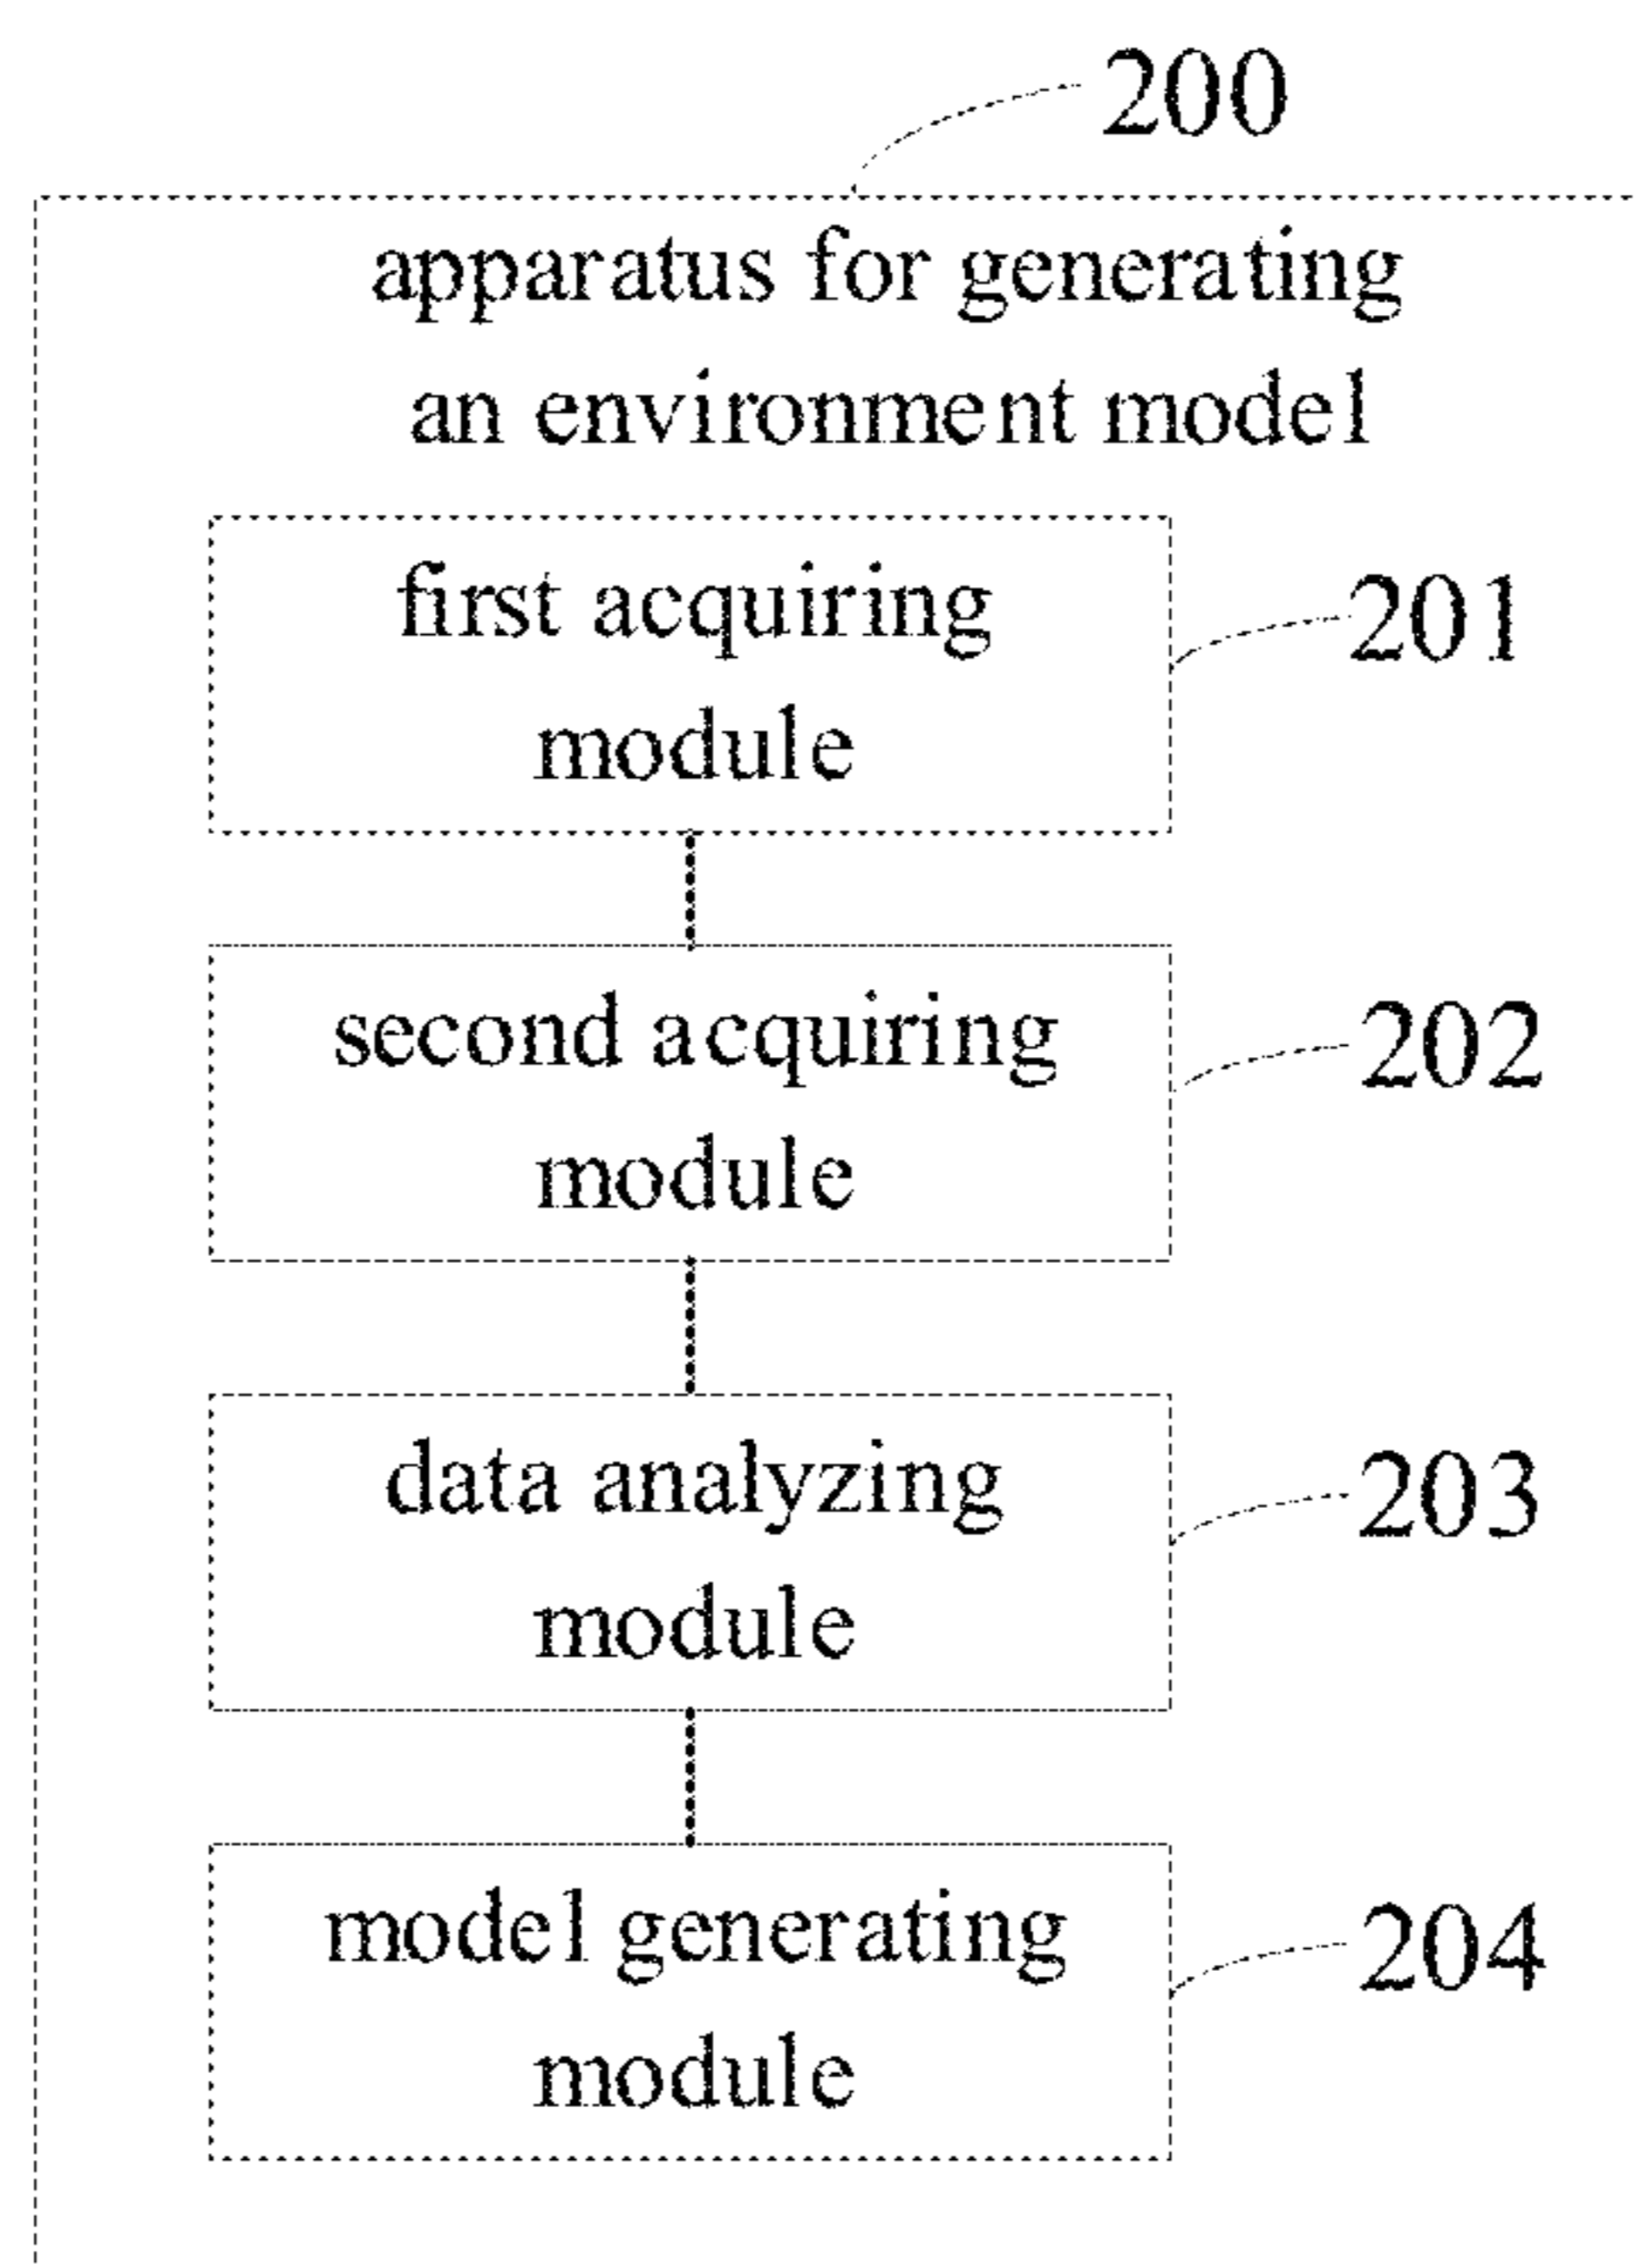 200
apparatus for generating
an environment model
first acquiring
module
201
second acquiring
module
202
data analyzing
module
203
model generating
module
204